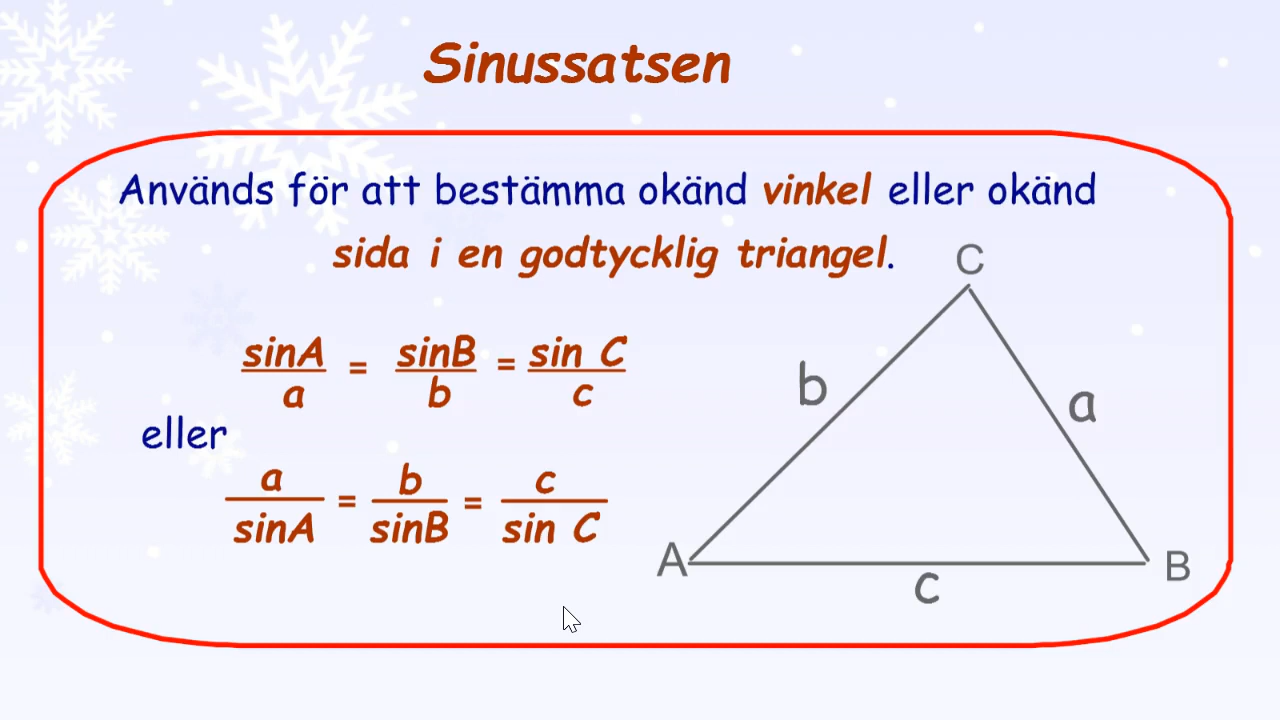 Sinussatsen
Används för att bestämma okänd vinkel eller okänd
sida i en godtycklig triangel.
sinA/a = sinB/b = sin C/c
eller
a/sinA = b/sinB = c/sin C
C
b
a
A
B
c